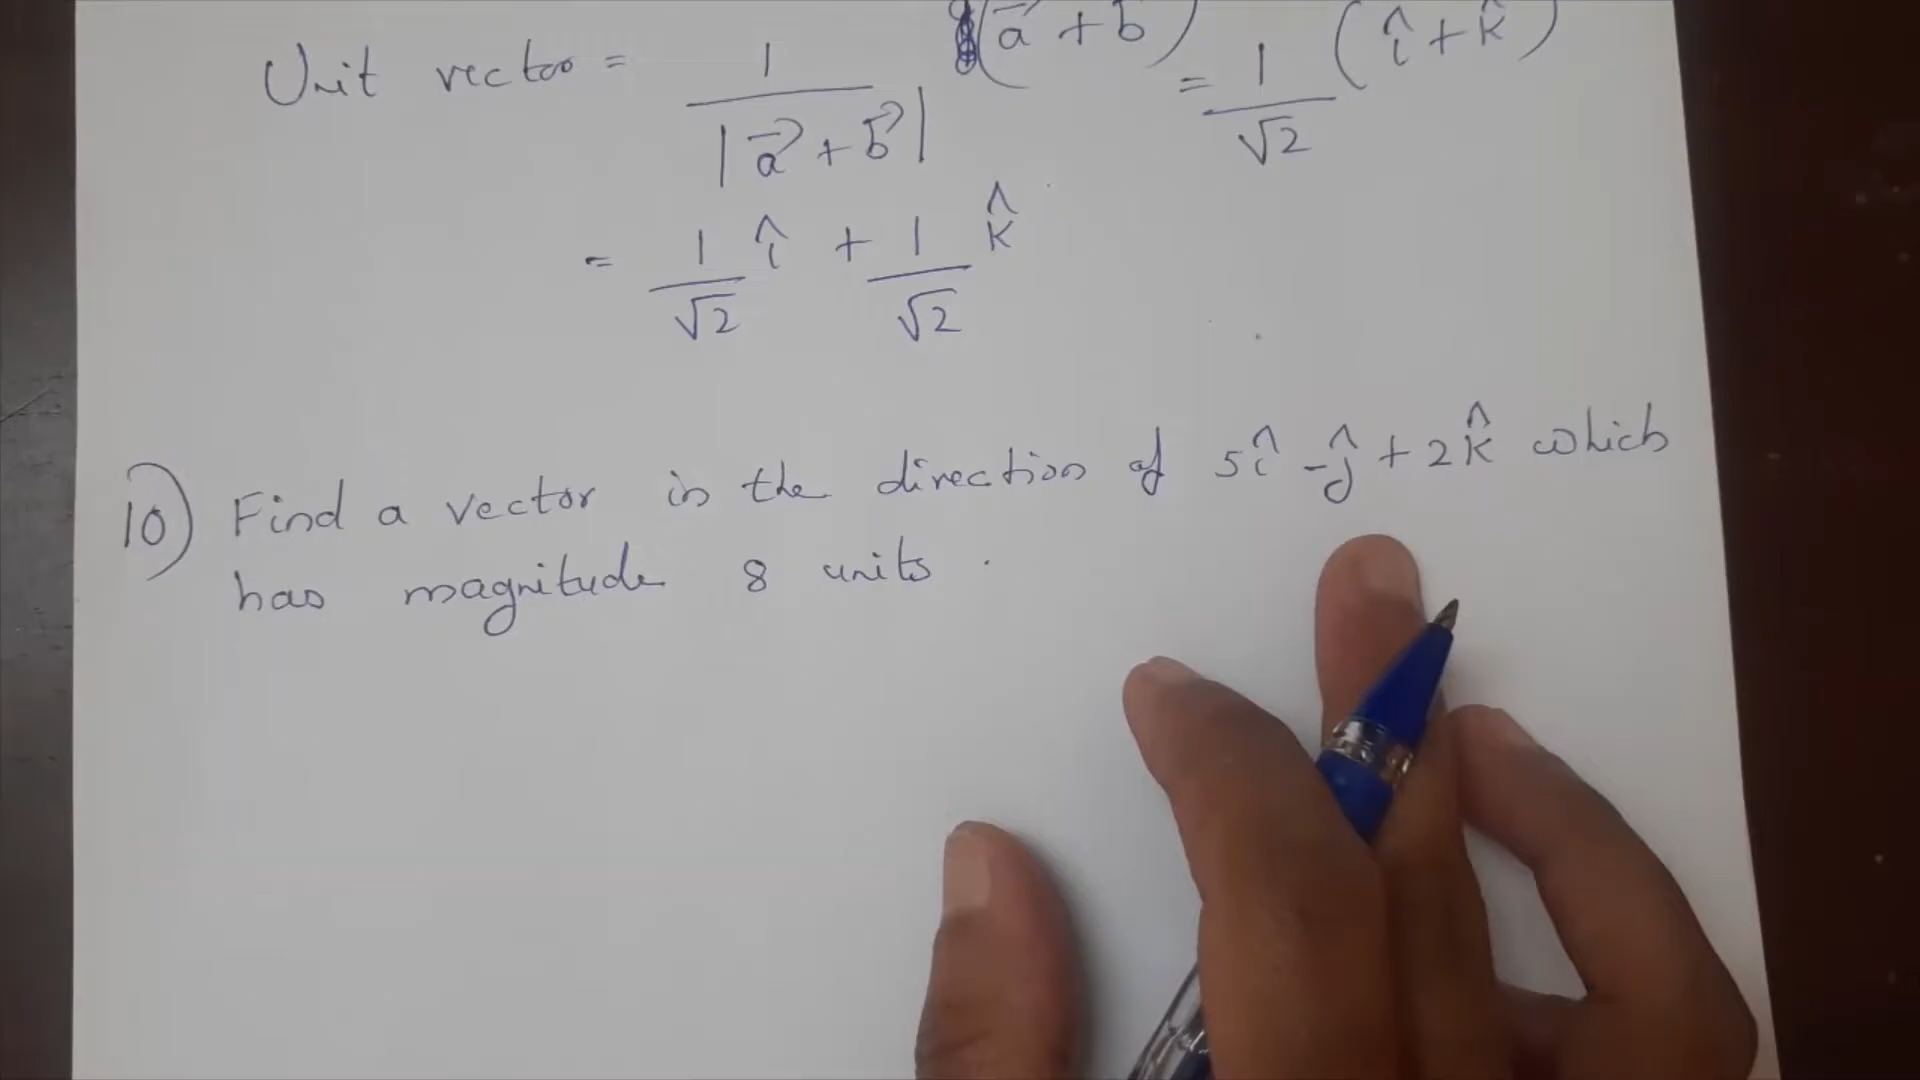 Unit vector = 1/|a⃗ + b⃗| (a⃗ + b⃗) = 1/√2 (î + k̂)
= 1/√2 î + 1/√2 k̂
10) Find a vector in the direction of 5î - ĵ + 2k̂ which
has magnitude 8 units.